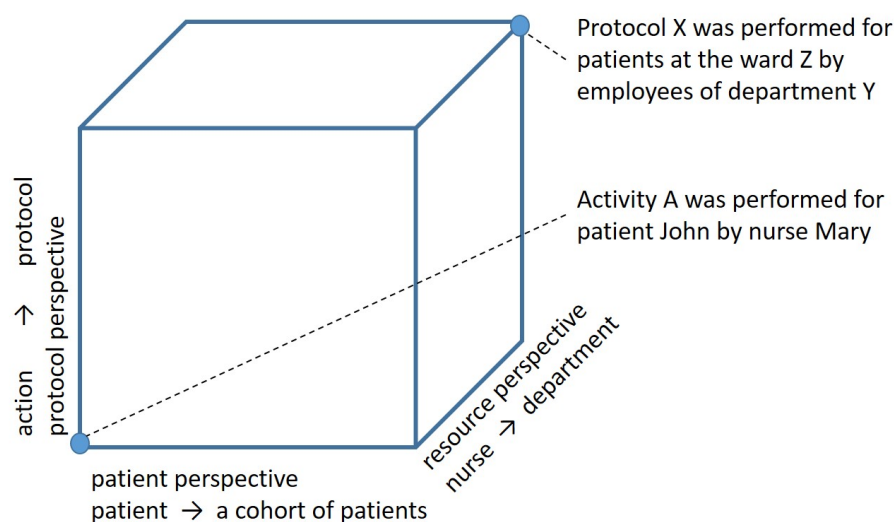 Protocol X was performed for
patients at the ward Z by
employees of department Y
Activity A was performed for
patient John by nurse Mary
action → protocol
protocol perspective
resource perspective
nurse → department
patient perspective
patient → a cohort of patients